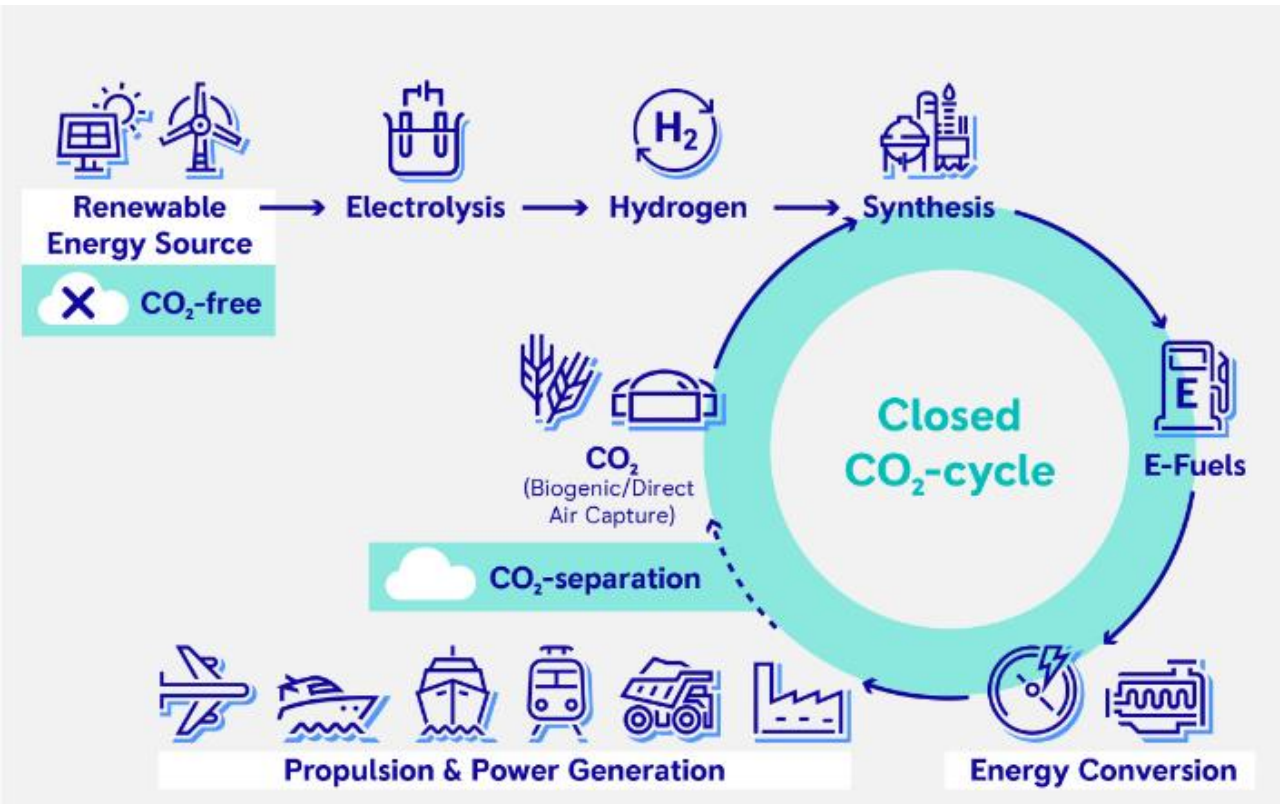 H₂
Renewable
Energy Source
Electrolysis
Hydrogen
Synthesis
CO₂-free
E
Closed
CO₂-cycle
CO₂
(Biogenic/Direct
Air Capture)
E-Fuels
CO₂-separation
Propulsion & Power Generation
Energy Conversion